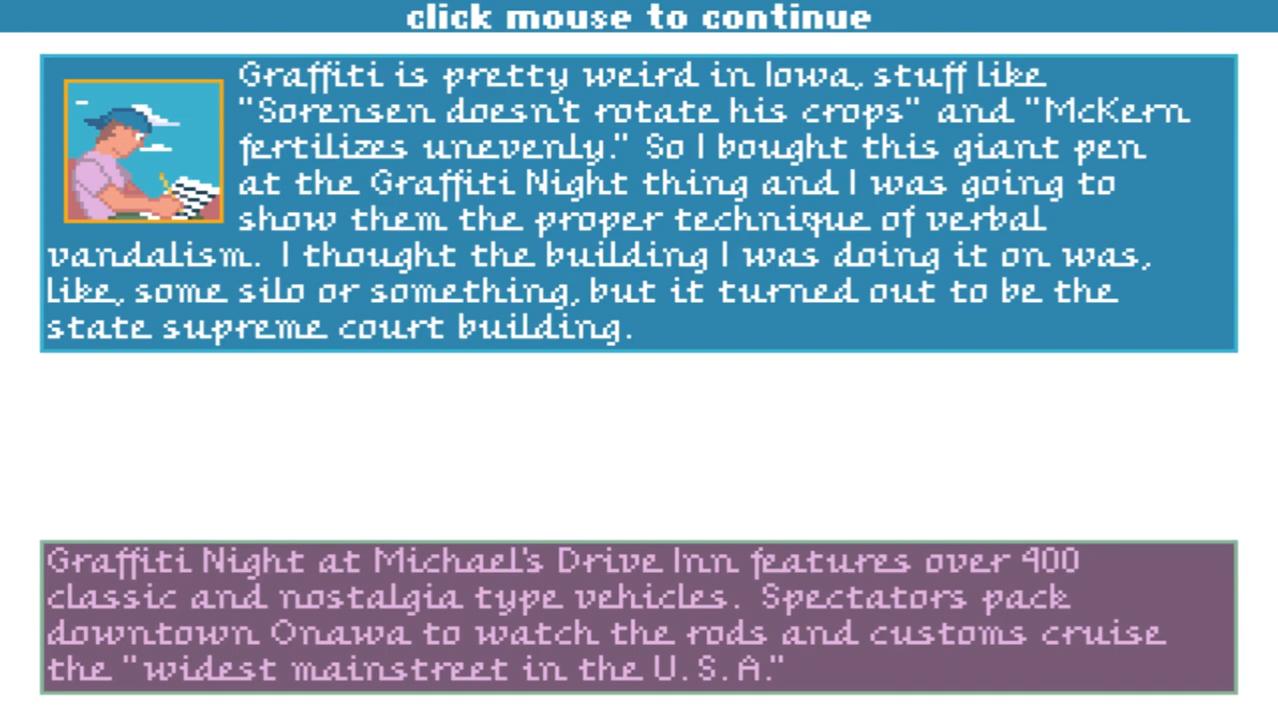 click mouse to continue
Graffiti is pretty weird in Iowa, stuff like
"Sorensen doesn't rotate his crops" and "McKern
fertilizes unevenly." So I bought this giant pen
at the Graffiti Night thing and I was going to
show them the proper technique of verbal
vandalism. I thought the building I was doing it on was,
like, some silo or something, but it turned out to be the
state supreme court building.
Graffiti Night at Michael's Drive Inn features over 900
classic and nostalgia type vehicles. Spectators pack
downtown Onawa to watch the rods and customs cruise
the "widest mainstreet in the U.S.A."